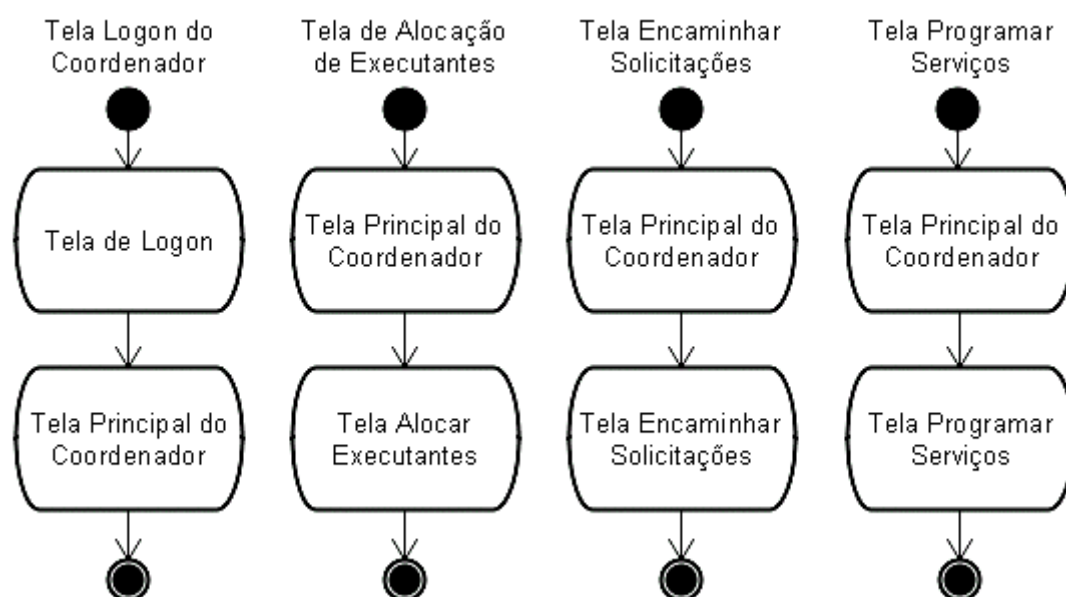 Tela Logon do
Coordenador
Tela de Alocação
de Executantes
Tela Encaminhar
Solicitações
Tela Programar
Serviços
Tela de Logon
Tela Principal do
Coordenador
Tela Principal do
Coordenador
Tela Principal do
Coordenador
Tela Principal do
Coordenador
Tela Alocar
Executantes
Tela Encaminhar
Solicitações
Tela Programar
Serviços